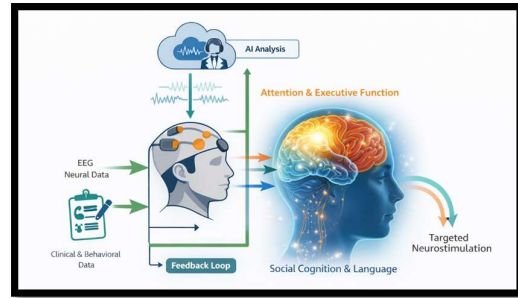 AI Analysis
Attention & Executive Function
EEG
Neural Data
Clinical & Behavioral
Data
Feedback Loop
Social Cognition & Language
Targeted
Neurostimulation